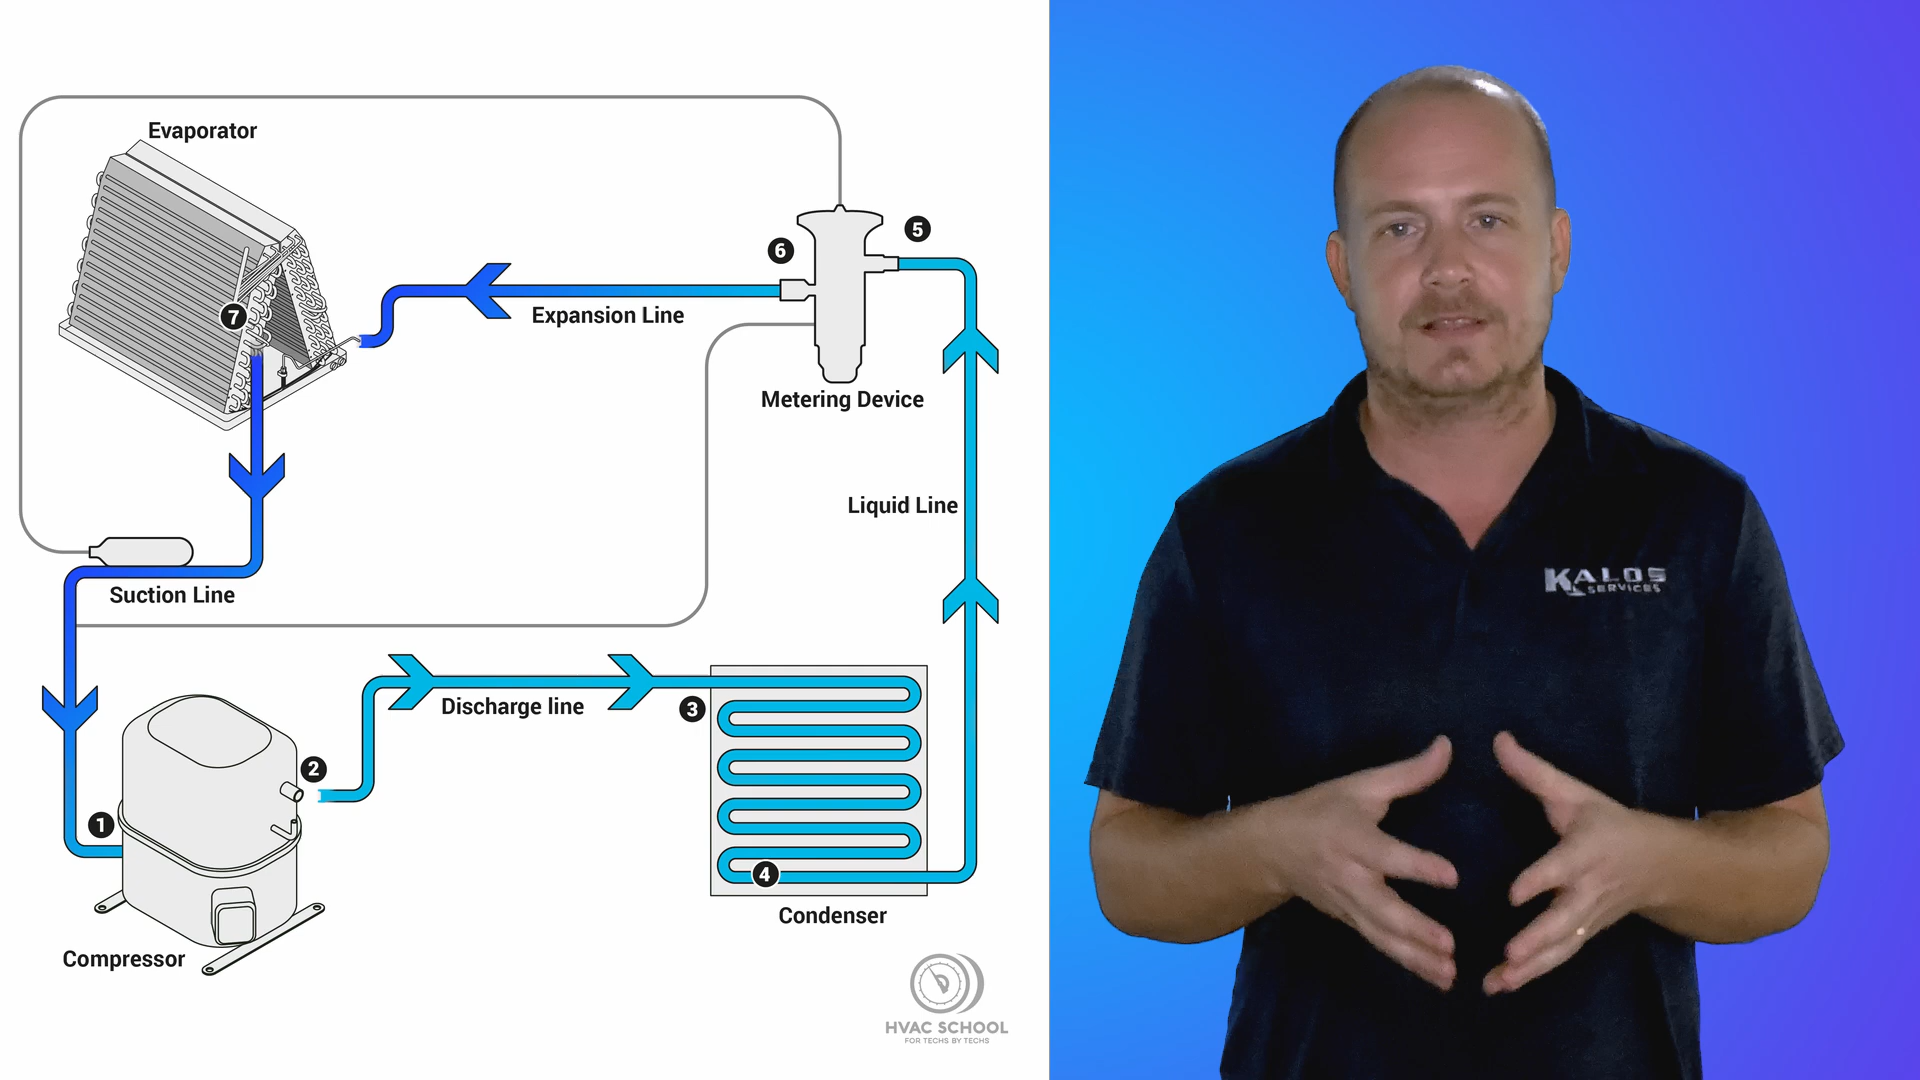 Evaporator
5
6
7
Expansion Line
Metering Device
Liquid Line
Suction Line
Discharge line
3
2
1
4
Condenser
Compressor
HVAC SCHOOL
FOR TECHS BY TECHS
KALOS
SERVICES